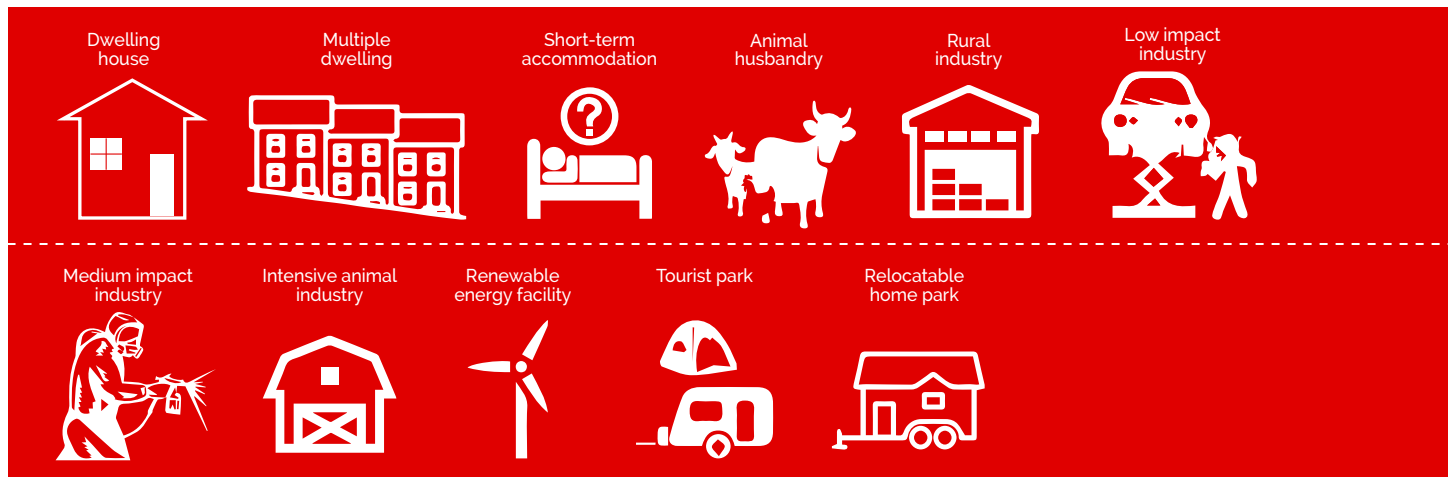 Dwelling
house
Multiple
dwelling
Short-term
accommodation
Animal
husbandry
Rural
industry
Low impact
industry
?
Medium impact
industry
Intensive animal
industry
Renewable
energy facility
Tourist park
Relocatable
home park